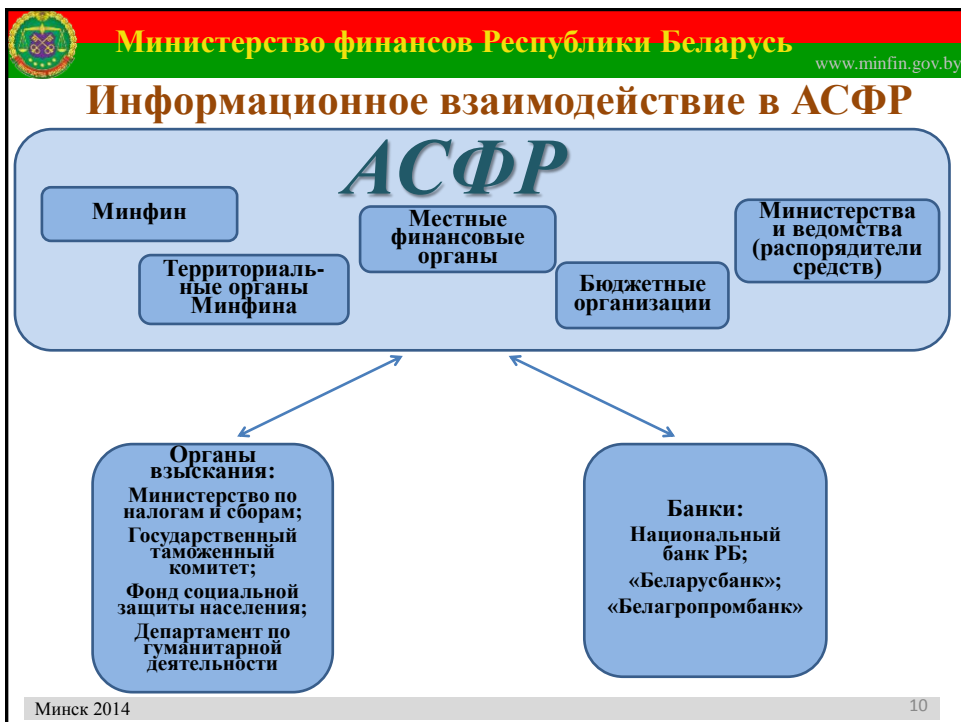 Министерство финансов Республики Беларусь
www.minfin.gov.by
Информационное взаимодействие в АСФР
АСФР
Минфин
Территориаль-
ные органы
Минфина
Местные
финансовые
органы
Бюджетные
организации
Министерства
и ведомства
(распорядители
средств)
Органы
взыскания:
Министерство по
налогам и сборам;
Государственный
таможенный
комитет;
Фонд социальной
защиты населения;
Департамент по
гуманитарной
деятельности
Банки:
Национальный
банк РБ;
«Беларусбанк»;
«Белагропромбанк»
Минск 2014
10